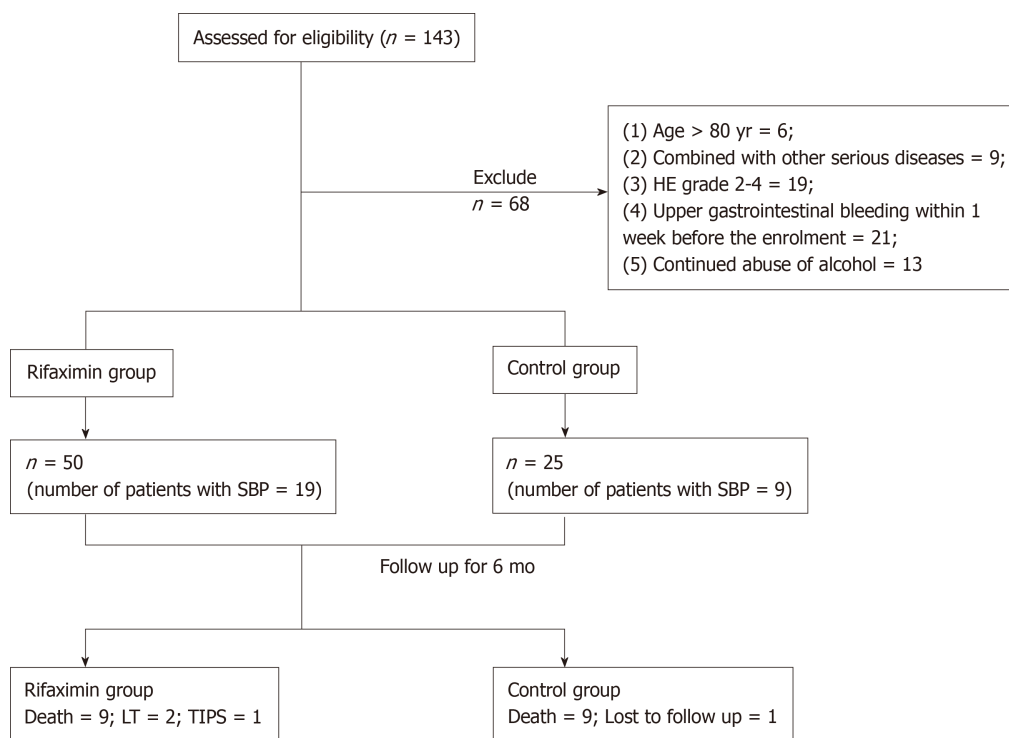 Assessed for eligibility (n = 143)
(1) Age > 80 yr = 6;
(2) Combined with other serious diseases = 9;
(3) HE grade 2-4 = 19;
(4) Upper gastrointestinal bleeding within 1
week before the enrolment = 21;
(5) Continued abuse of alcohol = 13
Exclude
n = 68
Rifaximin group
Control group
n = 50
(number of patients with SBP = 19)
n = 25
(number of patients with SBP = 9)
Follow up for 6 mo
Rifaximin group
Death = 9; LT = 2; TIPS = 1
Control group
Death = 9; Lost to follow up = 1